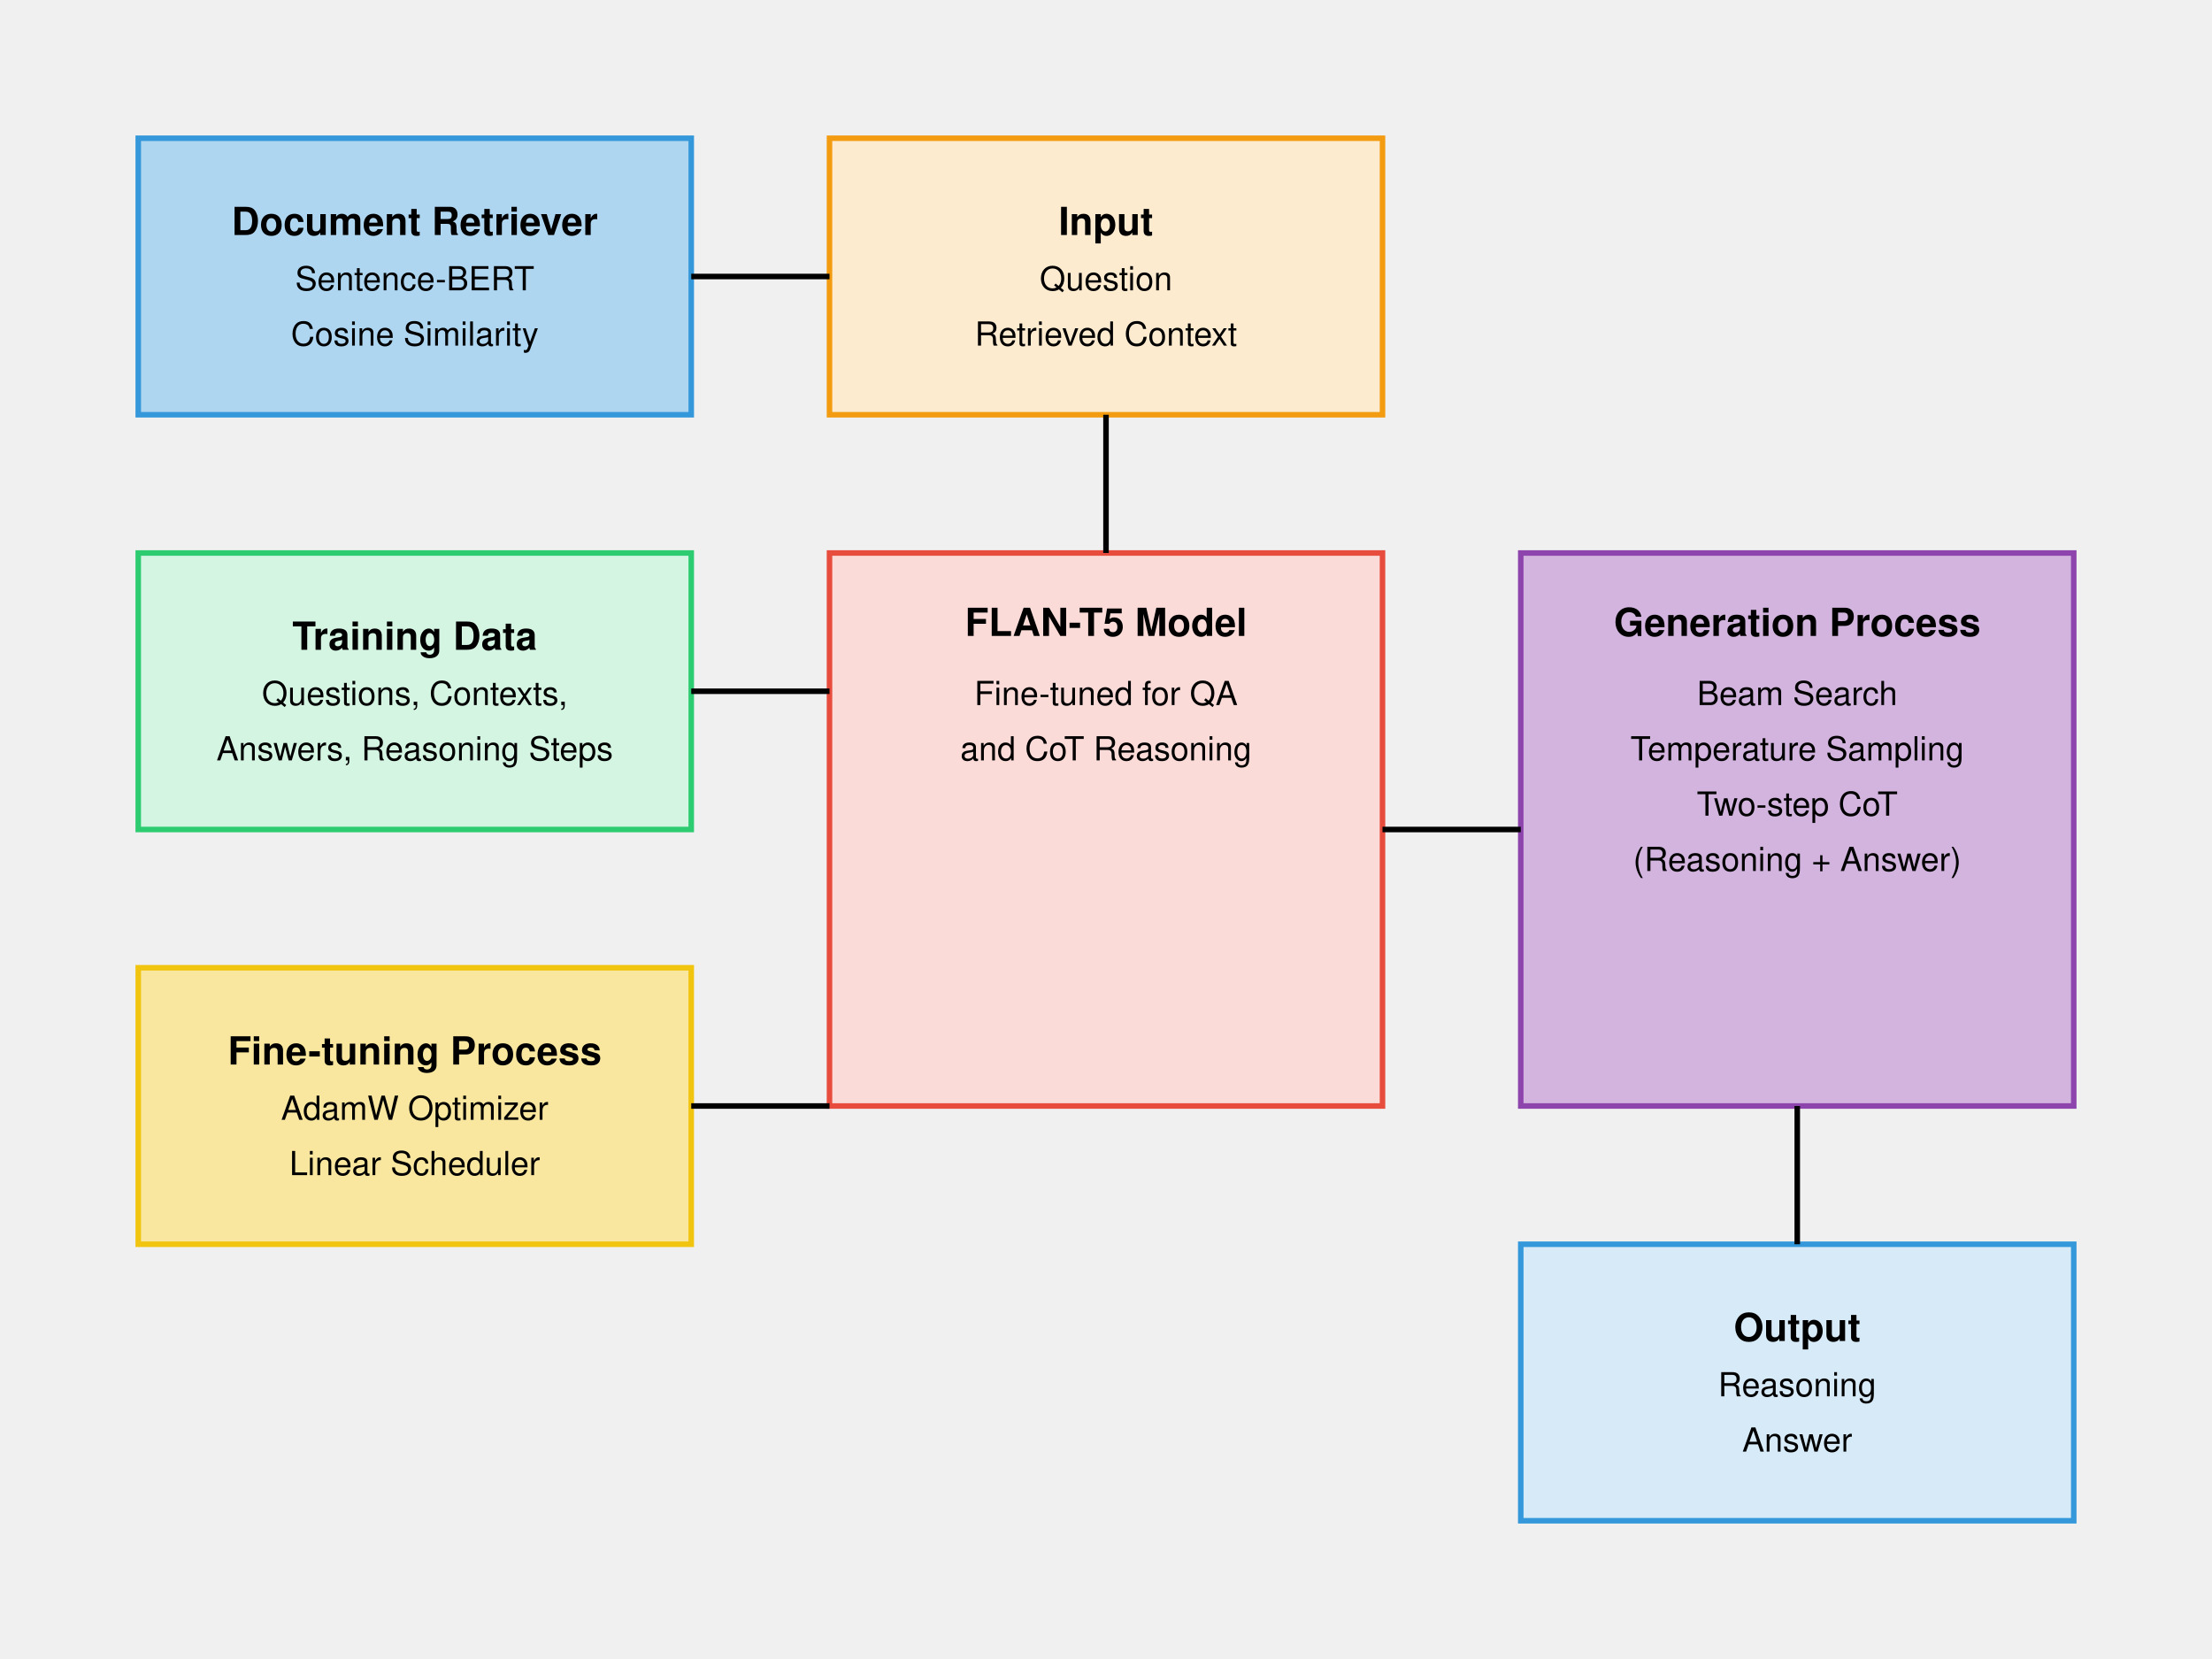 Document Retriever
Sentence-BERT
Cosine Similarity
Input
Question
Retrieved Context
Training Data
Questions, Contexts,
Answers, Reasoning Steps
FLAN-T5 Model
Fine-tuned for QA
and CoT Reasoning
Generation Process
Beam Search
Temperature Sampling
Two-step CoT
(Reasoning + Answer)
Fine-tuning Process
AdamW Optimizer
Linear Scheduler
Output
Reasoning
Answer